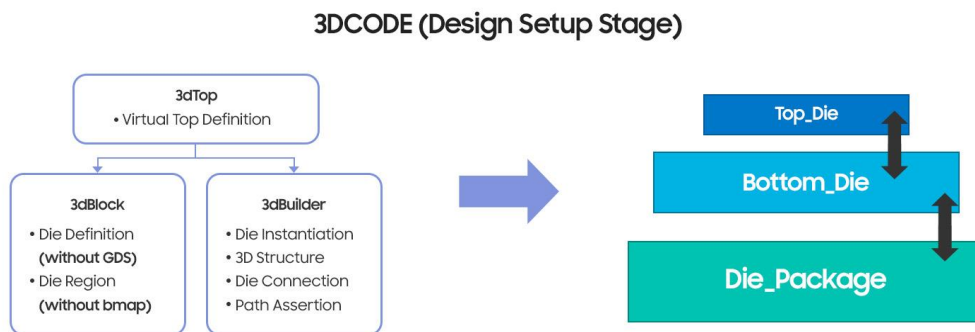 3DCODE (Design Setup Stage)
3dTop
• Virtual Top Definition
3dBlock
• Die Definition
(without GDS)
• Die Region
(without bmap)
3dBuilder
• Die Instantiation
• 3D Structure
• Die Connection
• Path Assertion
Top_Die
Bottom_Die
Die_Package